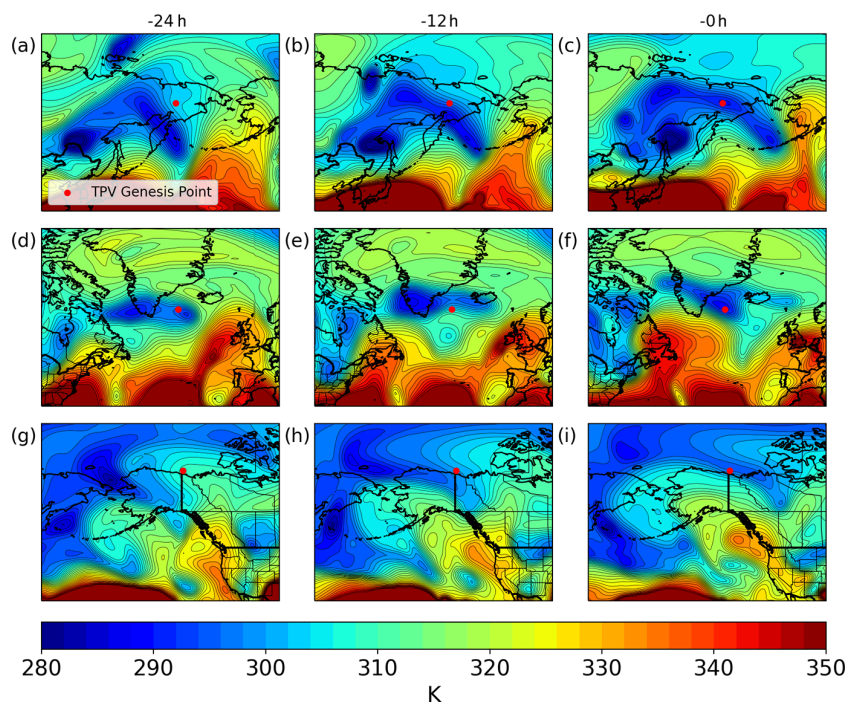 -24 h -12 h -0 h
(a) (b) (c)
TPV Genesis Point
(d) (e) (f)
(g) (h) (i)
280 290 300 310 320 330 340 350
K